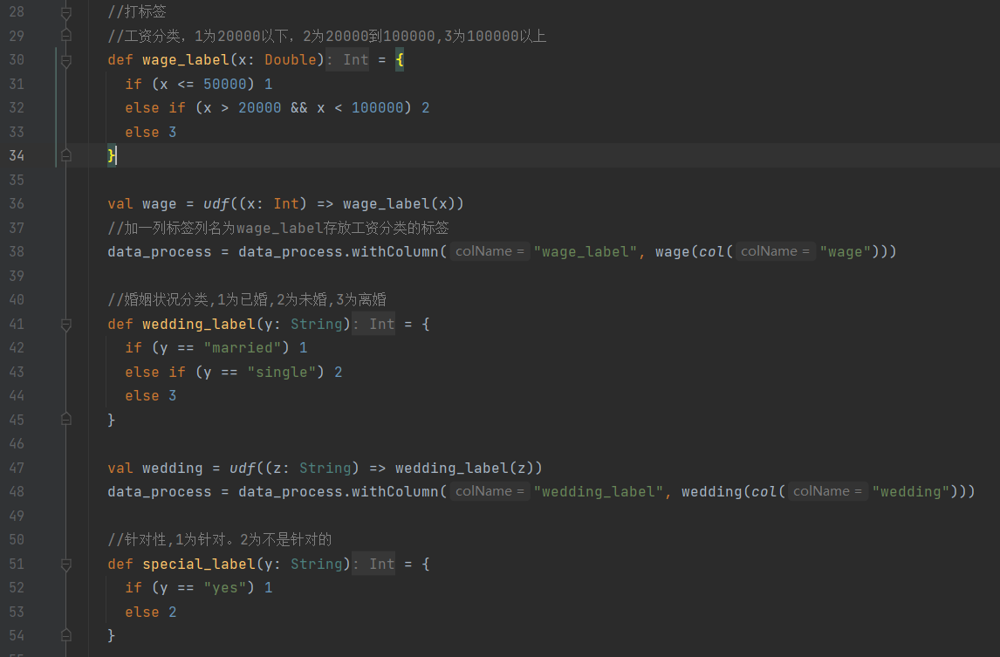 28 //打标签
29 //工资分类，1为20000以下，2为20000到100000,3为100000以上
30 def wage_label(x: Double): Int = {
31 if (x <= 50000) 1
32 else if (x > 20000 && x < 100000) 2
33 else 3
34 }
35
36 val wage = udf((x: Int) => wage_label(x))
37 //加一列标签列名为wage_label存放工资分类的标签
38 data_process = data_process.withColumn( colName = "wage_label", wage(col( colName = "wage")))
39
40 //婚姻状况分类,1为已婚,2为未婚,3为离婚
41 def wedding_label(y: String): Int = {
42 if (y == "married") 1
43 else if (y == "single") 2
44 else 3
45 }
46
47 val wedding = udf((z: String) => wedding_label(z))
48 data_process = data_process.withColumn( colName = "wedding_label", wedding(col( colName = "wedding")))
49
50 //针对性,1为针对。2为不是针对的
51 def special_label(y: String): Int = {
52 if (y == "yes") 1
53 else 2
54 }